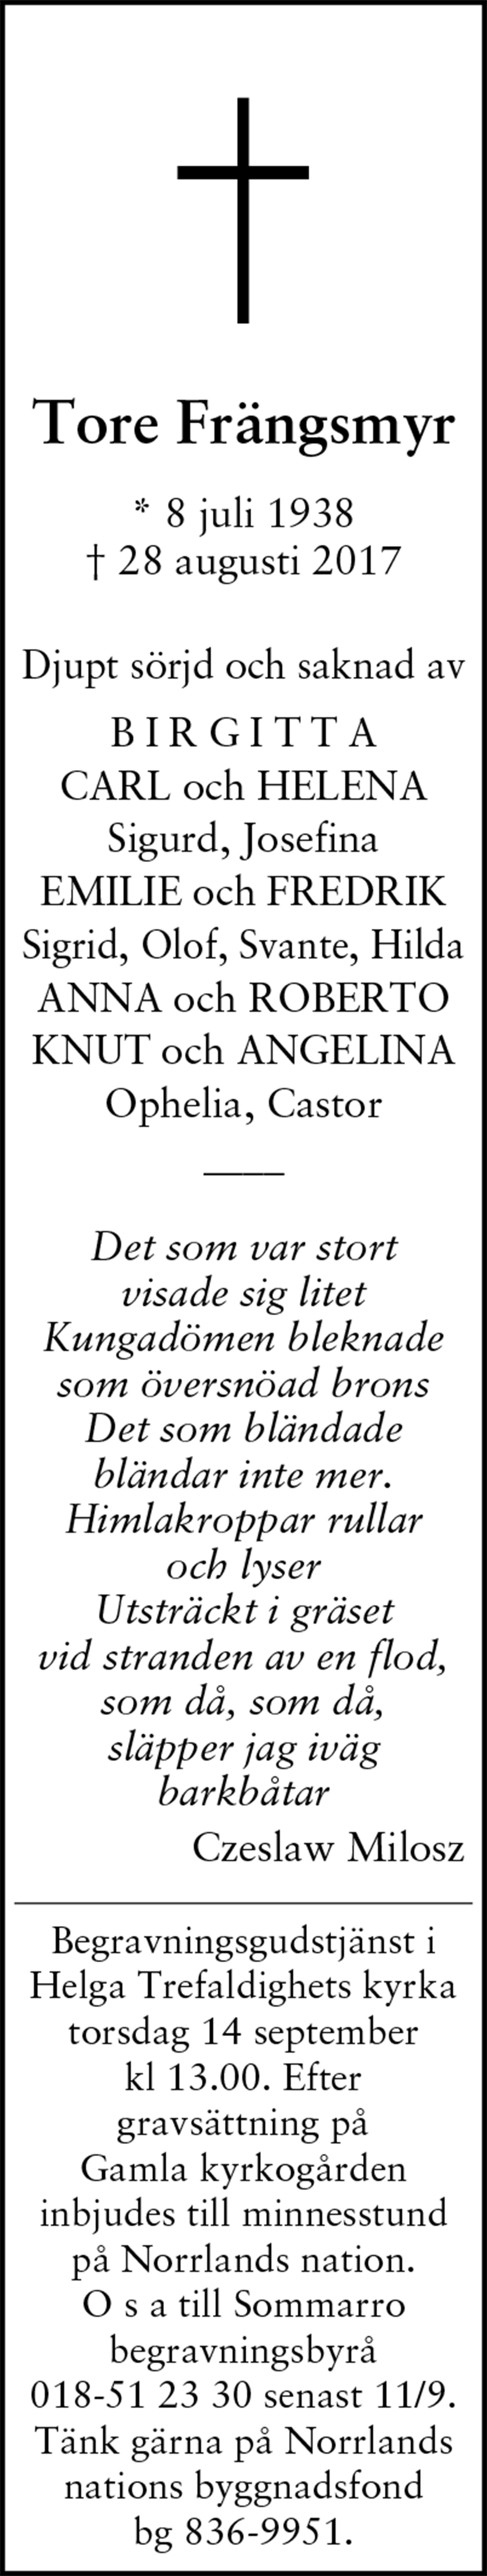 Tore Frängsmyr
* 8 juli 1938
† 28 augusti 2017
Djupt sörjd och saknad av
BIRGITTA
CARL och HELENA
Sigurd, Josefina
EMILIE och FREDRIK
Sigrid, Olof, Svante, Hilda
ANNA och ROBERTO
KNUT och ANGELINA
Ophelia, Castor
Det som var stort
visade sig litet
Kungadömen bleknade
som översnöad brons
Det som bländade
bländar inte mer.
Himlakroppar rullar
och lyser
Utsträckt i gräset
vid stranden av en flod,
som då, som då,
släpper jag iväg
barkbåtar
Czeslaw Milosz
Begravningsgudstjänst i
Helga Trefaldighets kyrka
torsdag 14 september
kl 13.00. Efter
gravsättning på
Gamla kyrkogården
inbjudes till minnesstund
på Norrlands nation.
O s a till Sommarro
begravningsbyrå
018-51 23 30 senast 11/9.
Tänk gärna på Norrlands
nations byggnadsfond
bg 836-9951.